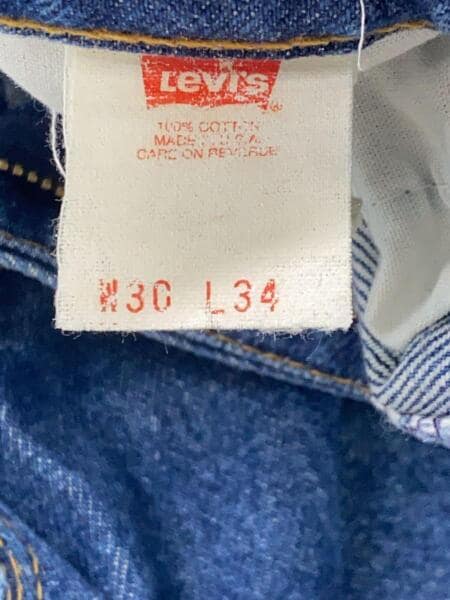 Levi's®
100% COTTON
MADE IN U.S.A.
CARE ON REVERSE
W30 L34